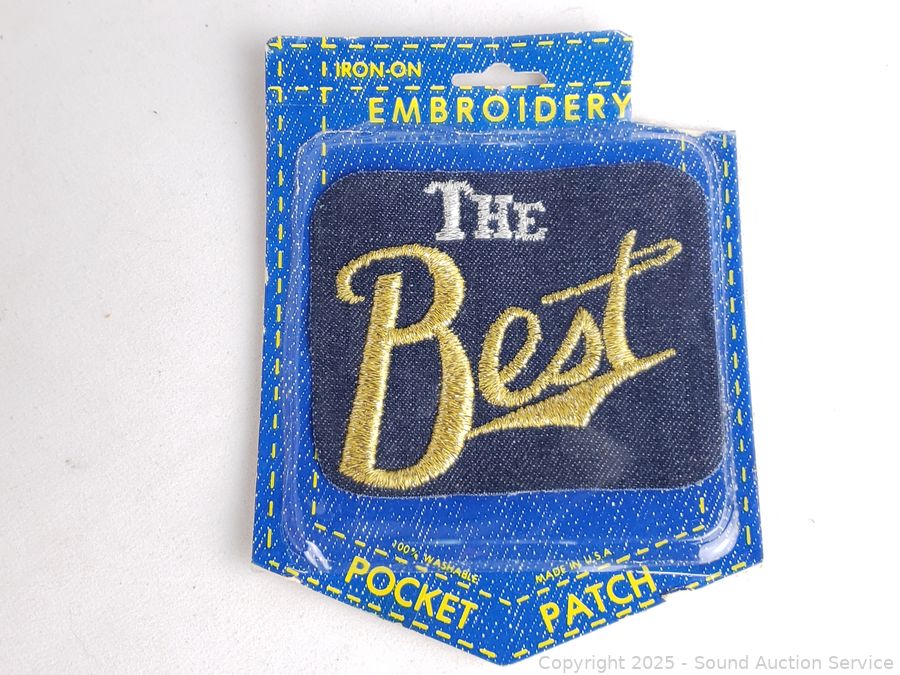 IRON-ON
EMBROIDERY
THE
Best
100% WASHABLE
MADE IN U.S.A
POCKET PATCH
Copyright 2025 - Sound Auction Service